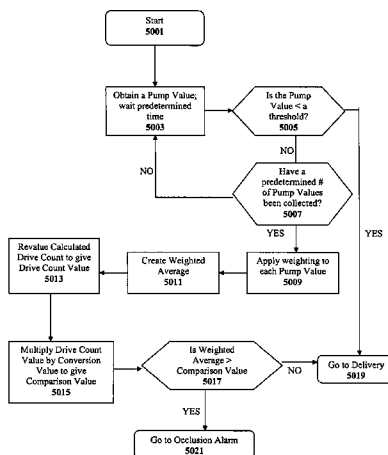 Start
5001
Obtain a Pump Value;
wait predetermined
time
5003
Is the Pump
Value < a
threshold?
5005
NO
NO
Have a
predetermined #
of Pump Values
been collected?
5007
YES
YES
Revalue Calculated
Drive Count to give
Drive Count Value
5013
Create Weighted
Average
5011
Apply weighting to
each Pump Value
5009
Multiply Drive Count
Value by Conversion
Value to give
Comparison Value
5015
Is Weighted
Average >
Comparison Value
5017
NO
Go to Delivery
5019
YES
Go to Occlusion Alarm
5021